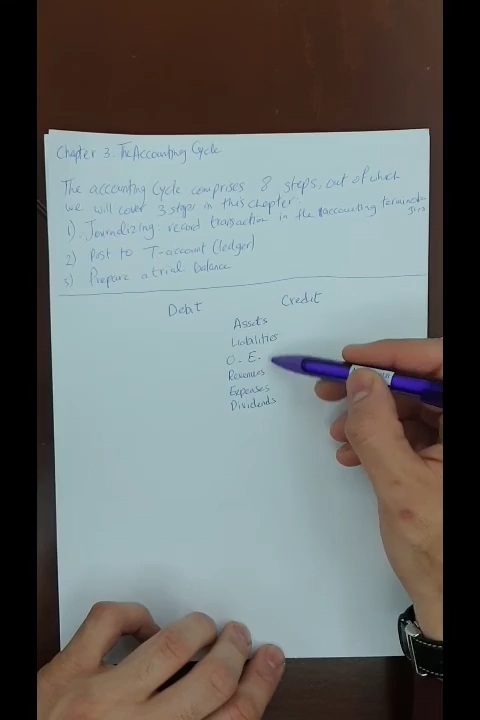 Chapter 3: The Accounting Cycle
The accounting cycle comprises 8 steps, out of which
we will cover 3 steps in this chapter:
1). Journalizing: record transaction in the accounting
2) Post to T-account (ledger)
3) Prepare a trial balance
Debit Credit
Assets
Liabilities
O. E.
Revenues
Expenses
Dividends